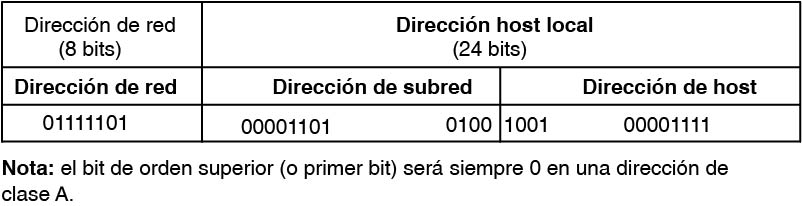 Dirección de red Dirección host local
(8 bits) (24 bits)
Dirección de red Dirección de subred Dirección de host
01111101 00001101 0100 1001 00001111
Nota: el bit de orden superior (o primer bit) será siempre 0 en una dirección de
clase A.